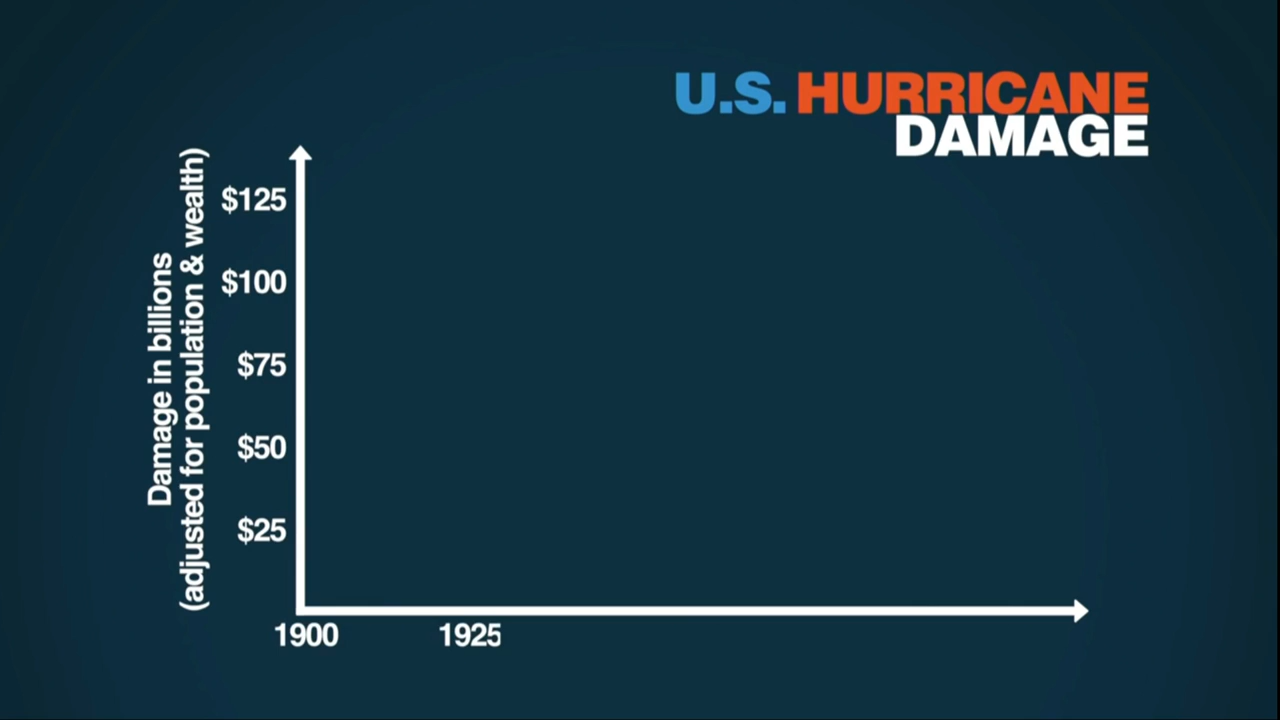 U.S. HURRICANE
DAMAGE
Damage in billions
(adjusted for population & wealth)
$125
$100
$75
$50
$25
1900 1925